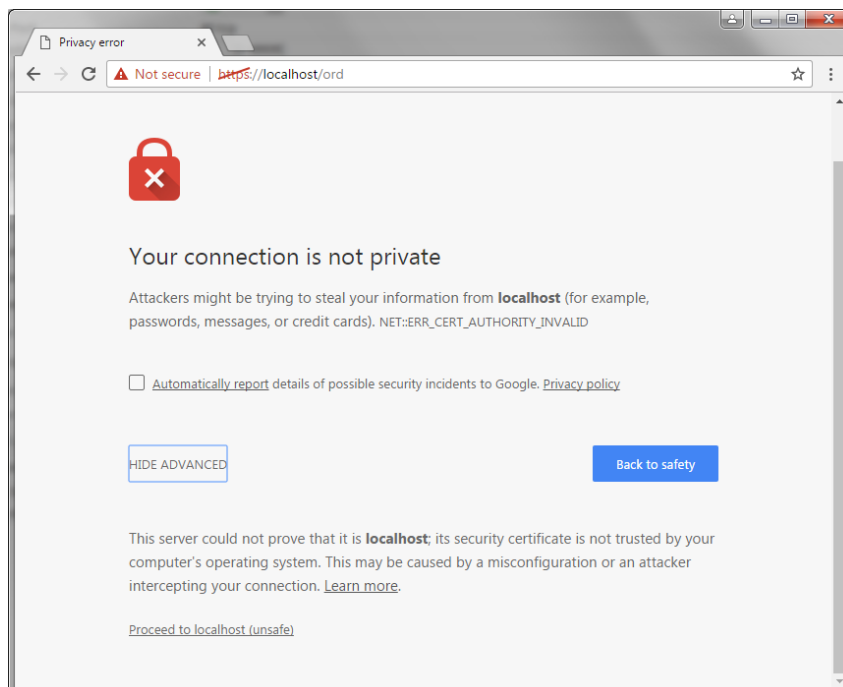 Privacy error
Not secure | https://localhost/ord
Your connection is not private
Attackers might be trying to steal your information from localhost (for example,
passwords, messages, or credit cards). NET::ERR_CERT_AUTHORITY_INVALID
Automatically report details of possible security incidents to Google. Privacy policy
HIDE ADVANCED
Back to safety
This server could not prove that it is localhost; its security certificate is not trusted by your
computer's operating system. This may be caused by a misconfiguration or an attacker
intercepting your connection. Learn more.
Proceed to localhost (unsafe)